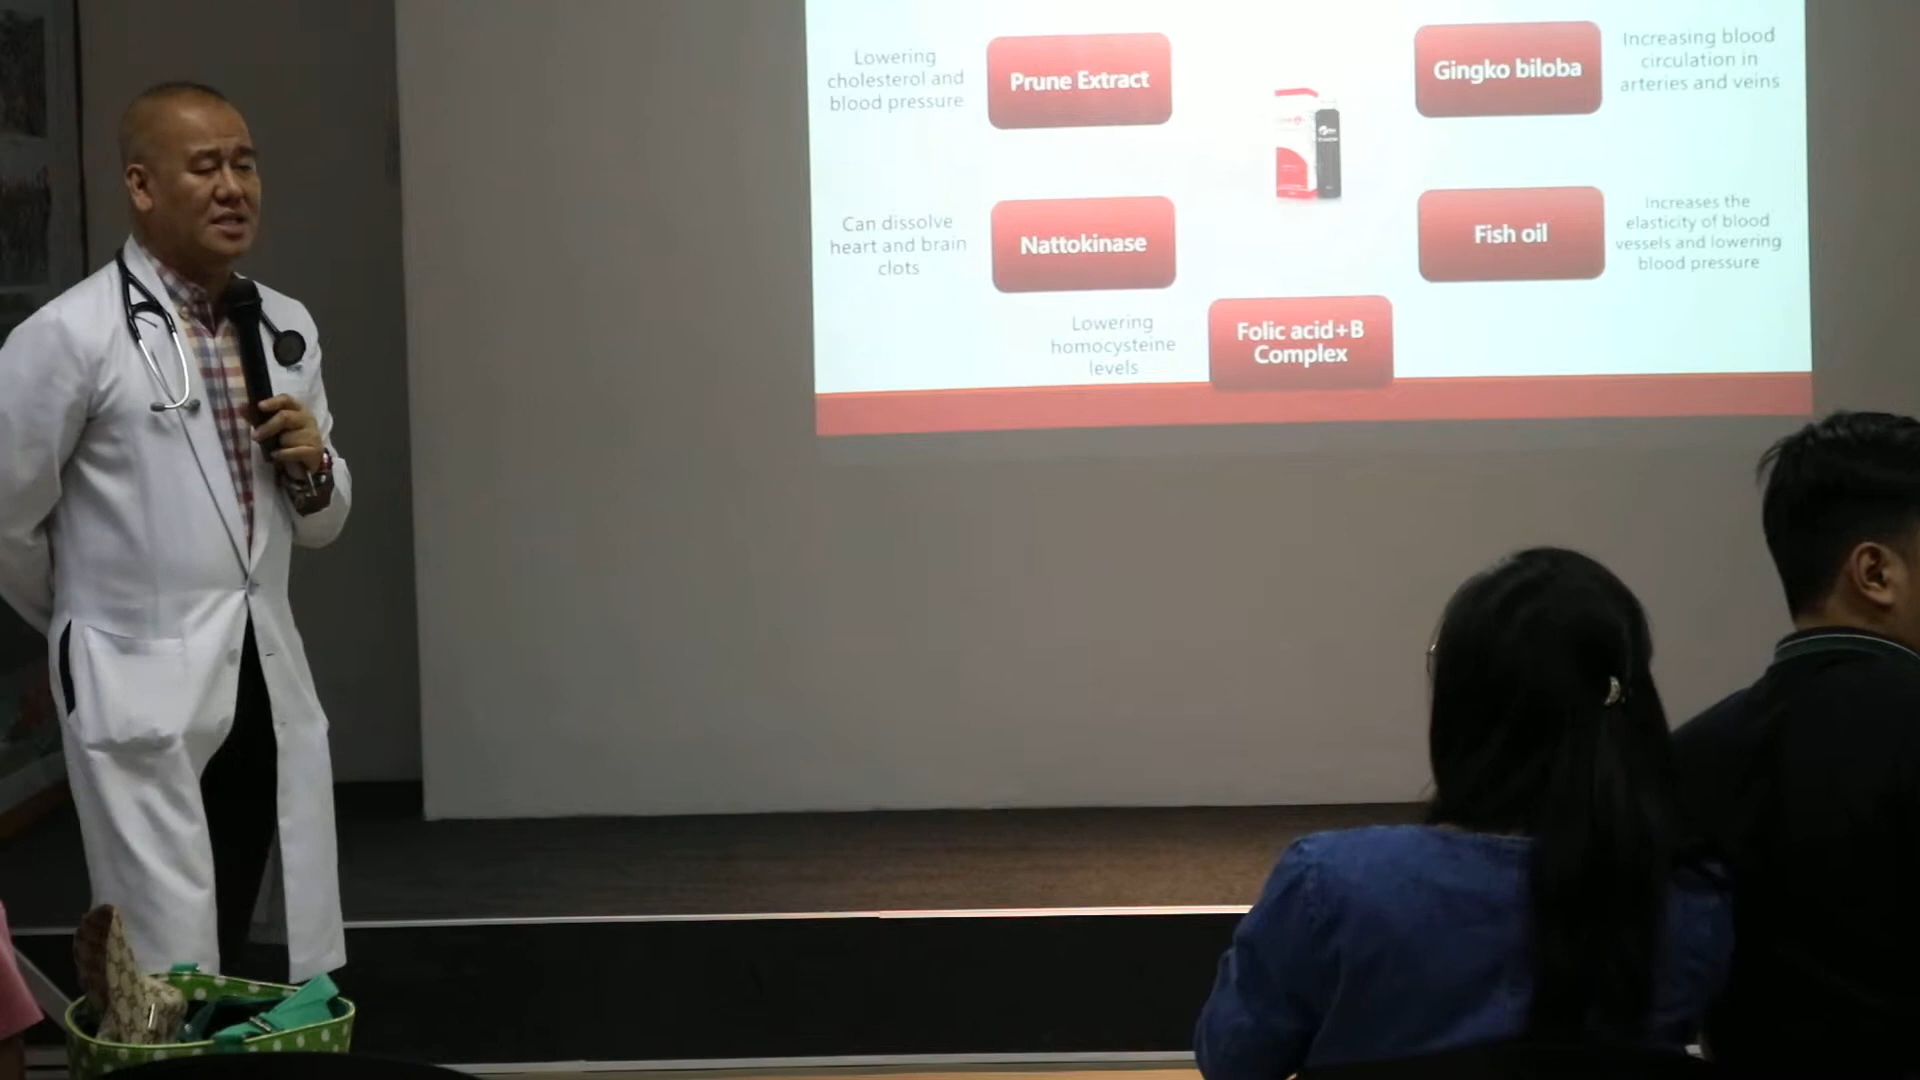 Lowering
cholesterol and
blood pressure
Prune Extract
Gingko biloba
Increasing blood
circulation in
arteries and veins
Can dissolve
heart and brain
clots
Nattokinase
Fish oil
Increases the
elasticity of blood
vessels and lowering
blood pressure
Lowering
homocysteine
levels
Folic acid+B
Complex